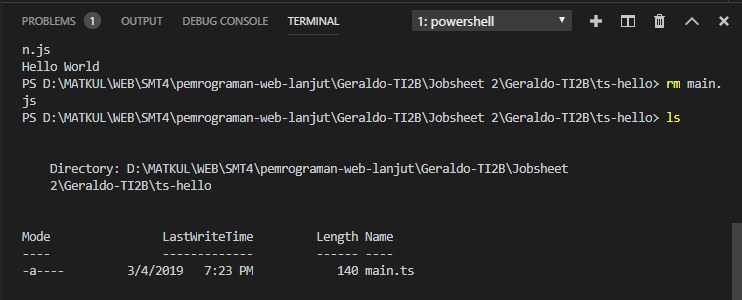 PROBLEMS 1 OUTPUT DEBUG CONSOLE TERMINAL 1: powershell
n.js
Hello World
PS D:\MATKUL\WEB\SMT4\pemrograman-web-lanjut\Geraldo-TI2B\Jobsheet 2\Geraldo-TI2B\ts-hello> rm main.
js
PS D:\MATKUL\WEB\SMT4\pemrograman-web-lanjut\Geraldo-TI2B\Jobsheet 2\Geraldo-TI2B\ts-hello> ls
Directory: D:\MATKUL\WEB\SMT4\pemrograman-web-lanjut\Geraldo-TI2B\Jobsheet
2\Geraldo-TI2B\ts-hello
Mode LastWriteTime Length Name
---- ------------- ------ ----
-a---- 3/4/2019 7:23 PM 140 main.ts